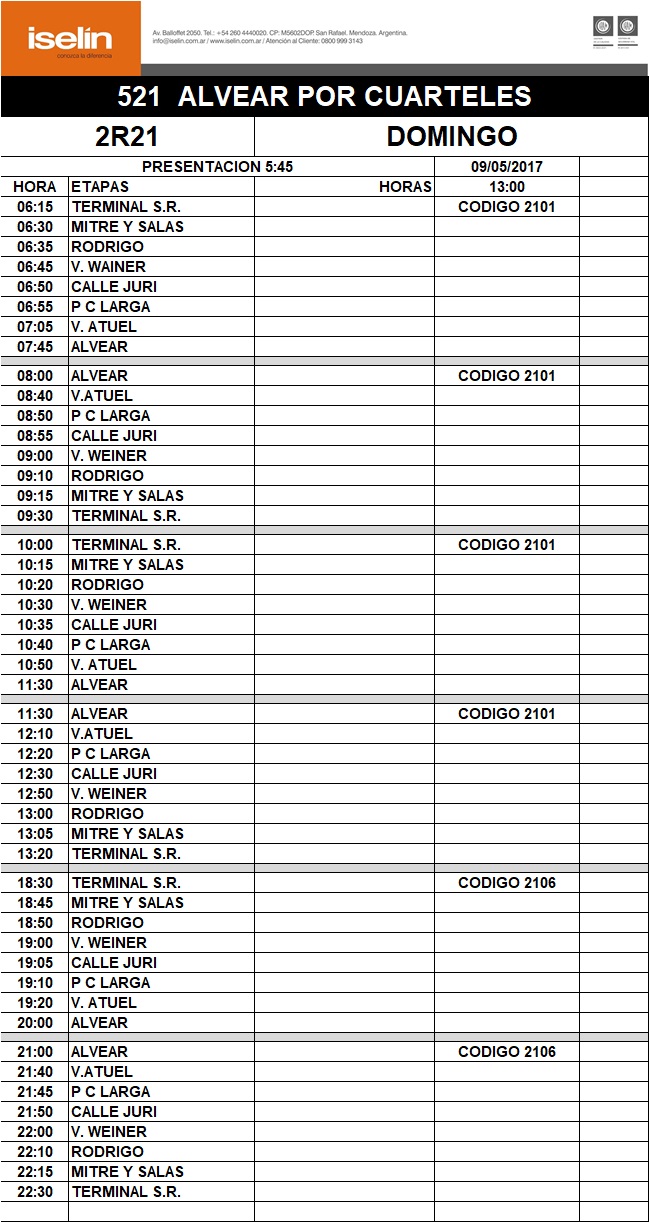 iselín
conozca la diferencia
Av. Balloffet 2050. Tel.: +54 260 4440020. CP: M5602DOP. San Rafael. Mendoza. Argentina.
info@iselin.com.ar / www.iselin.com.ar / Atención al Cliente: 0800 999 3143
521 ALVEAR POR CUARTELES
2R21 DOMINGO
PRESENTACION 5:45 09/05/2017
HORA ETAPAS HORAS 13:00
06:15 TERMINAL S.R. CODIGO 2101
06:30 MITRE Y SALAS
06:35 RODRIGO
06:45 V. WAINER
06:50 CALLE JURI
06:55 P C LARGA
07:05 V. ATUEL
07:45 ALVEAR
08:00 ALVEAR CODIGO 2101
08:40 V.ATUEL
08:50 P C LARGA
08:55 CALLE JURI
09:00 V. WEINER
09:10 RODRIGO
09:15 MITRE Y SALAS
09:30 TERMINAL S.R.
10:00 TERMINAL S.R. CODIGO 2101
10:15 MITRE Y SALAS
10:20 RODRIGO
10:30 V. WEINER
10:35 CALLE JURI
10:40 P C LARGA
10:50 V. ATUEL
11:30 ALVEAR
11:30 ALVEAR CODIGO 2101
12:10 V.ATUEL
12:20 P C LARGA
12:30 CALLE JURI
12:50 V. WEINER
13:00 RODRIGO
13:05 MITRE Y SALAS
13:20 TERMINAL S.R.
18:30 TERMINAL S.R. CODIGO 2106
18:45 MITRE Y SALAS
18:50 RODRIGO
19:00 V. WEINER
19:05 CALLE JURI
19:10 P C LARGA
19:20 V. ATUEL
20:00 ALVEAR
21:00 ALVEAR CODIGO 2106
21:40 V.ATUEL
21:45 P C LARGA
21:50 CALLE JURI
22:00 V. WEINER
22:10 RODRIGO
22:15 MITRE Y SALAS
22:30 TERMINAL S.R.